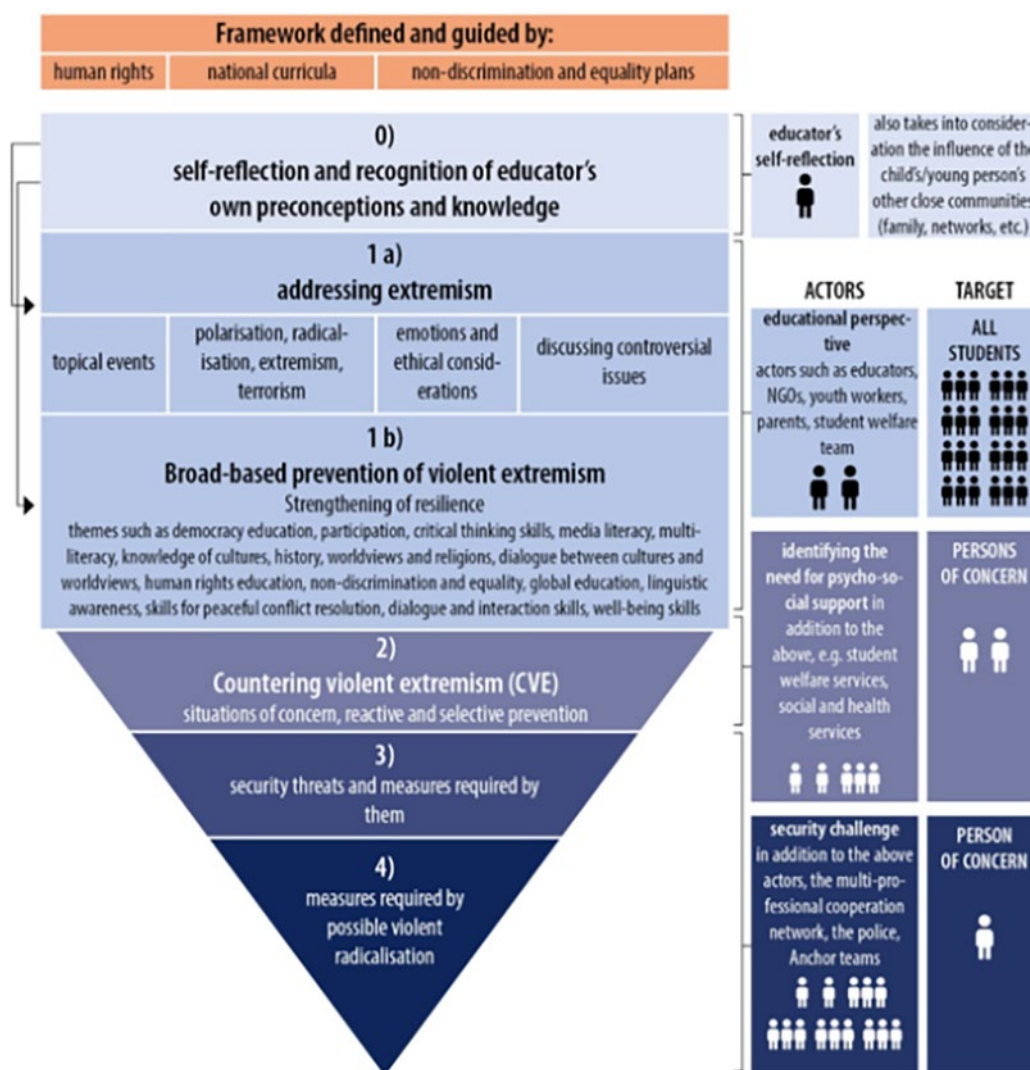 Framework defined and guided by:
human rights
national curricula
non-discrimination and equality plans
0)
self-reflection and recognition of educator's
own preconceptions and knowledge
educator's
self-reflection
also takes into consider-
ation the influence of the
child's/young person's
other close communities
(family, networks, etc.)
1 a)
addressing extremism
topical events
polarisation, radical-
isation, extremism,
terrorism
emotions and
ethical consid-
erations
discussing controversial
issues
1 b)
Broad-based prevention of violent extremism
Strengthening of resilience
themes such as democracy education, participation, critical thinking skills, media literacy, multi-
literacy, knowledge of cultures, history, worldviews and religions, dialogue between cultures and
worldviews, human rights education, non-discrimination and equality, global education, linguistic
awareness, skills for peaceful conflict resolution, dialogue and interaction skills, well-being skills
ACTORS
TARGET
educational perspec-
tive
actors such as educators,
NGOs, youth workers,
parents, student welfare
team
ALL
STUDENTS
2)
Countering violent extremism (CVE)
situations of concern, reactive and selective prevention
identifying the
need for psycho-so-
cial support in
addition to the
above, e.g. student
welfare services,
social and health
services
PERSONS
OF CONCERN
3)
security threats and measures required by
them
4)
measures required by
possible violent
radicalisation
security challenge
in addition to the above
actors, the multi-pro-
fessional cooperation
network, the police,
Anchor teams
PERSON
OF CONCERN